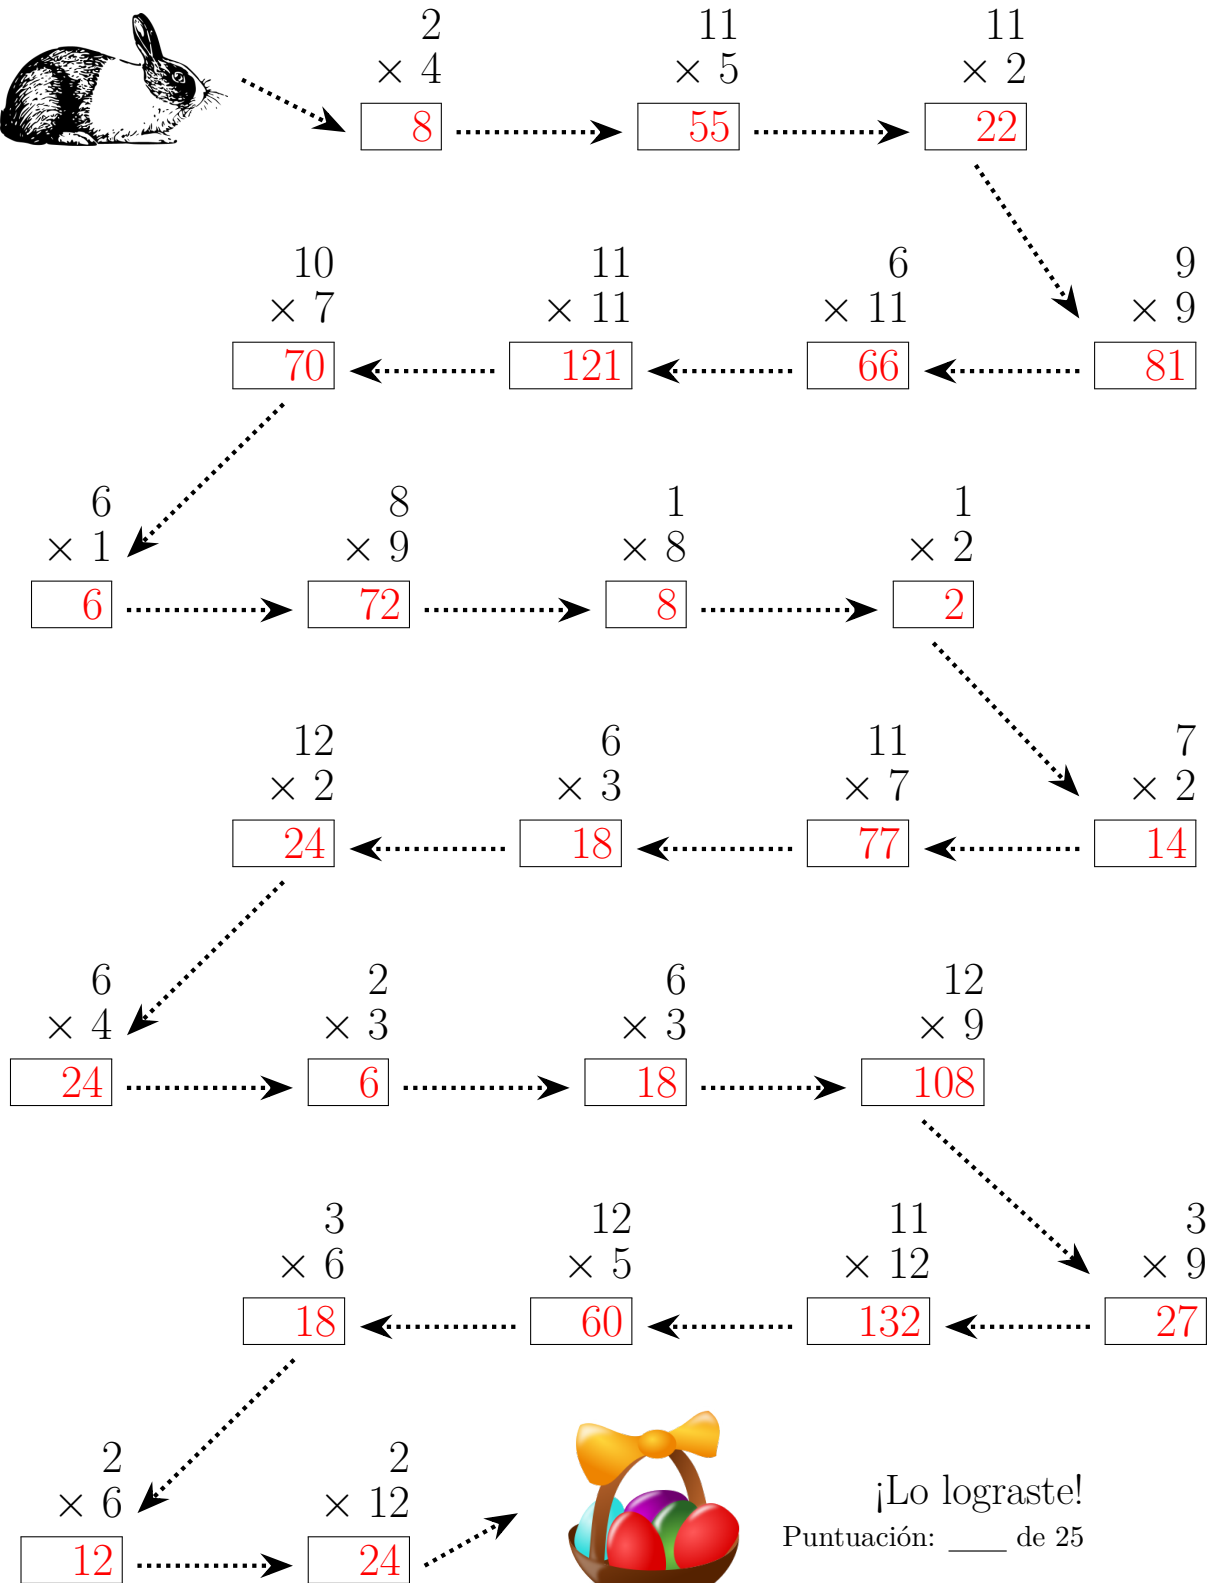 2 11 11
× 4 × 5 × 2
8 55 22
10 11 6 9
× 7 × 11 × 11 × 9
70 121 66 81
6 8 1 1
× 1 × 9 × 8 × 2
6 72 8 2
12 6 11 7
× 2 × 3 × 7 × 2
24 18 77 14
6 2 6 12
× 4 × 3 × 3 × 9
24 6 18 108
3 12 11 3
× 6 × 5 × 12 × 9
18 60 132 27
2 2
× 6 × 12
12 24
¡Lo lograste!
Puntuación: ____ de 25